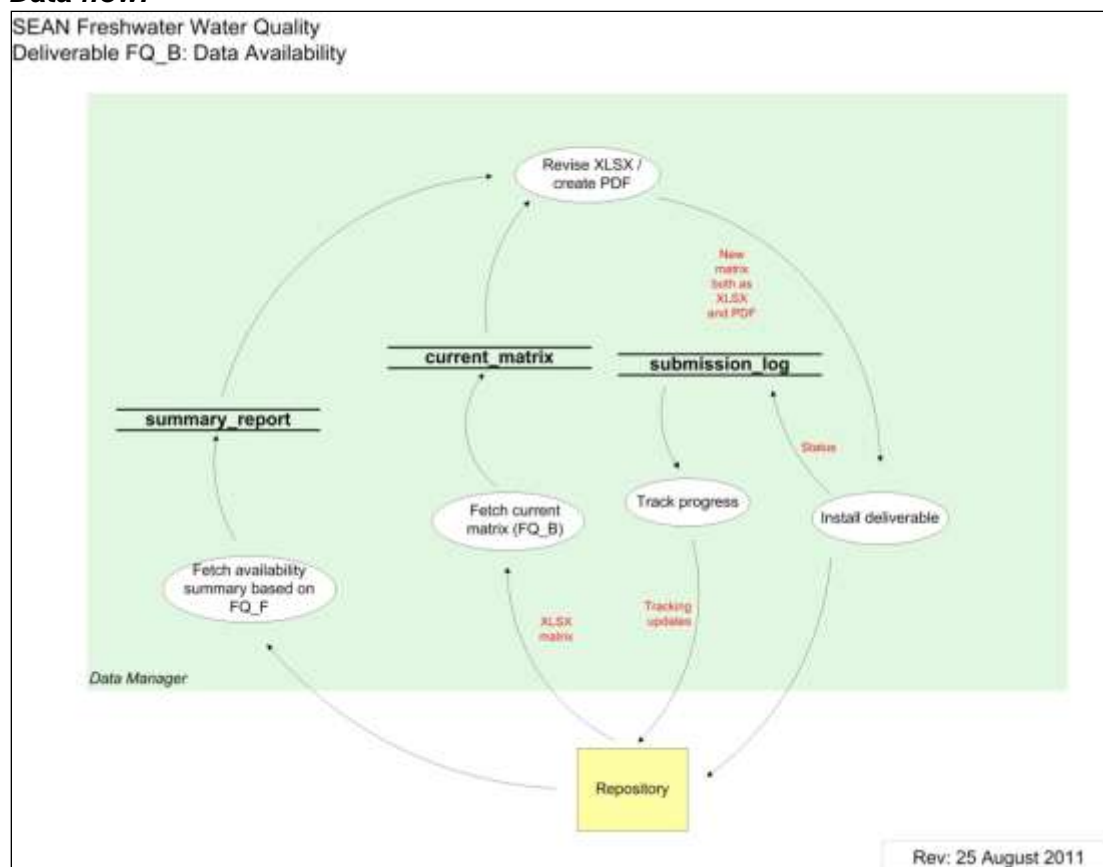 Data flow:
SEAN Freshwater Water Quality
Deliverable FQ_B: Data Availability
Revise XLSX /
create PDF
New
matrix
both as
XLSX
and PDF
current_matrix
submission_log
summary_report
Status
Fetch current
matrix (FQ_B)
Track progress
Install deliverable
Fetch availability
summary based on
FQ_F
XLSX
matrix
Tracking
updates
Data Manager
Repository
Rev: 25 August 2011